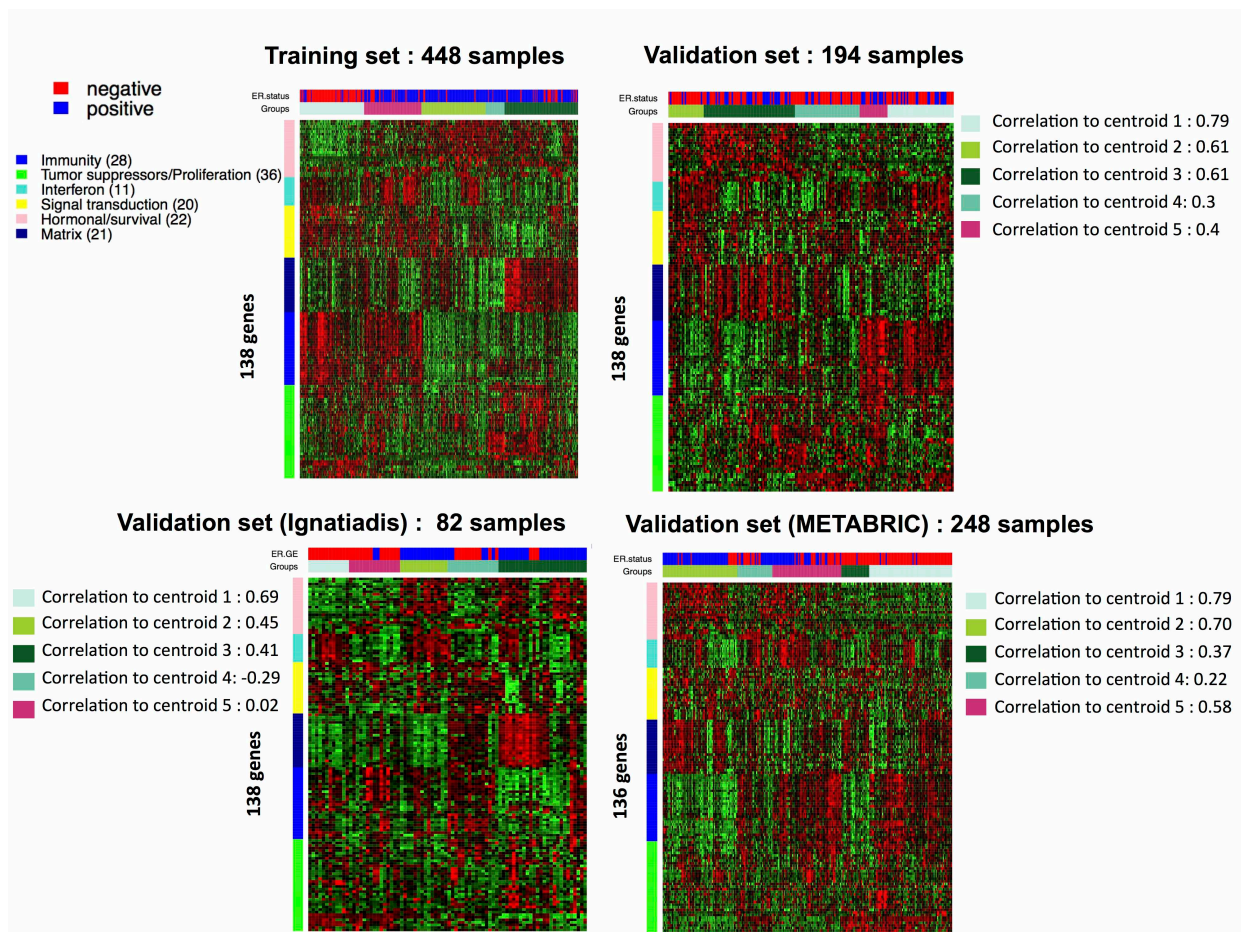 Training set : 448 samples
Validation set : 194 samples
negative
positive
ER.status
Groups
Immunity (28)
Tumor suppressors/Proliferation (36)
Interferon (11)
Signal transduction (20)
Hormonal/survival (22)
Matrix (21)
138 genes
ER.status
Groups
138 genes
Correlation to centroid 1 : 0.79
Correlation to centroid 2 : 0.61
Correlation to centroid 3 : 0.61
Correlation to centroid 4: 0.3
Correlation to centroid 5 : 0.4
Validation set (Ignatiadis) : 82 samples
Validation set (METABRIC) : 248 samples
ER.GE
Groups
Correlation to centroid 1 : 0.69
Correlation to centroid 2 : 0.45
Correlation to centroid 3 : 0.41
Correlation to centroid 4: -0.29
Correlation to centroid 5 : 0.02
138 genes
ER.status
Groups
136 genes
Correlation to centroid 1 : 0.79
Correlation to centroid 2 : 0.70
Correlation to centroid 3 : 0.37
Correlation to centroid 4: 0.22
Correlation to centroid 5 : 0.58